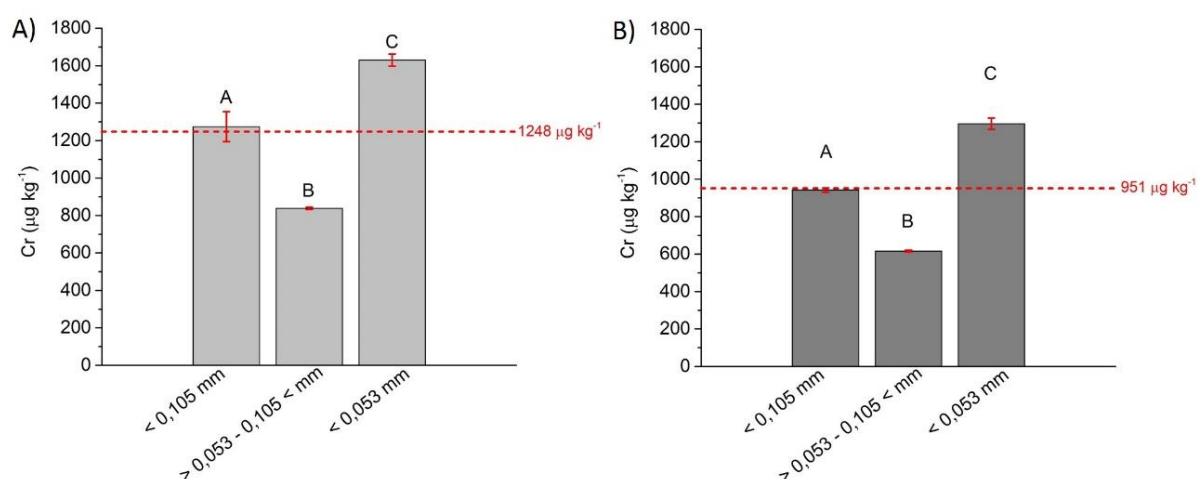 A)
Cr (µg kg⁻¹)
1800
1600
1400
1200
1000
800
600
400
200
0
A
B
C
1248 µg kg⁻¹
< 0,105 mm
> 0,053 - 0,105 < mm
< 0,053 mm
B)
Cr (µg kg⁻¹)
1800
1600
1400
1200
1000
800
600
400
200
0
A
B
C
951 µg kg⁻¹
< 0,105 mm
> 0,053 - 0,105 < mm
< 0,053 mm